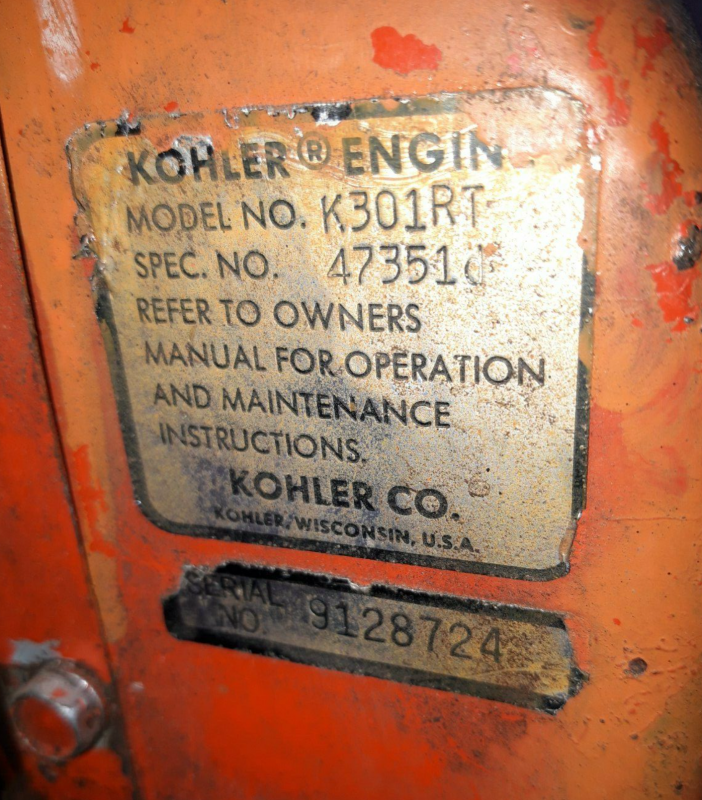 KOHLER® ENGIN
MODEL NO. K301RT
SPEC. NO. 47351d
REFER TO OWNERS
MANUAL FOR OPERATION
AND MAINTENANCE
INSTRUCTIONS.
KOHLER CO.
KOHLER, WISCONSIN, U.S.A.
SERIAL
NO 9128724